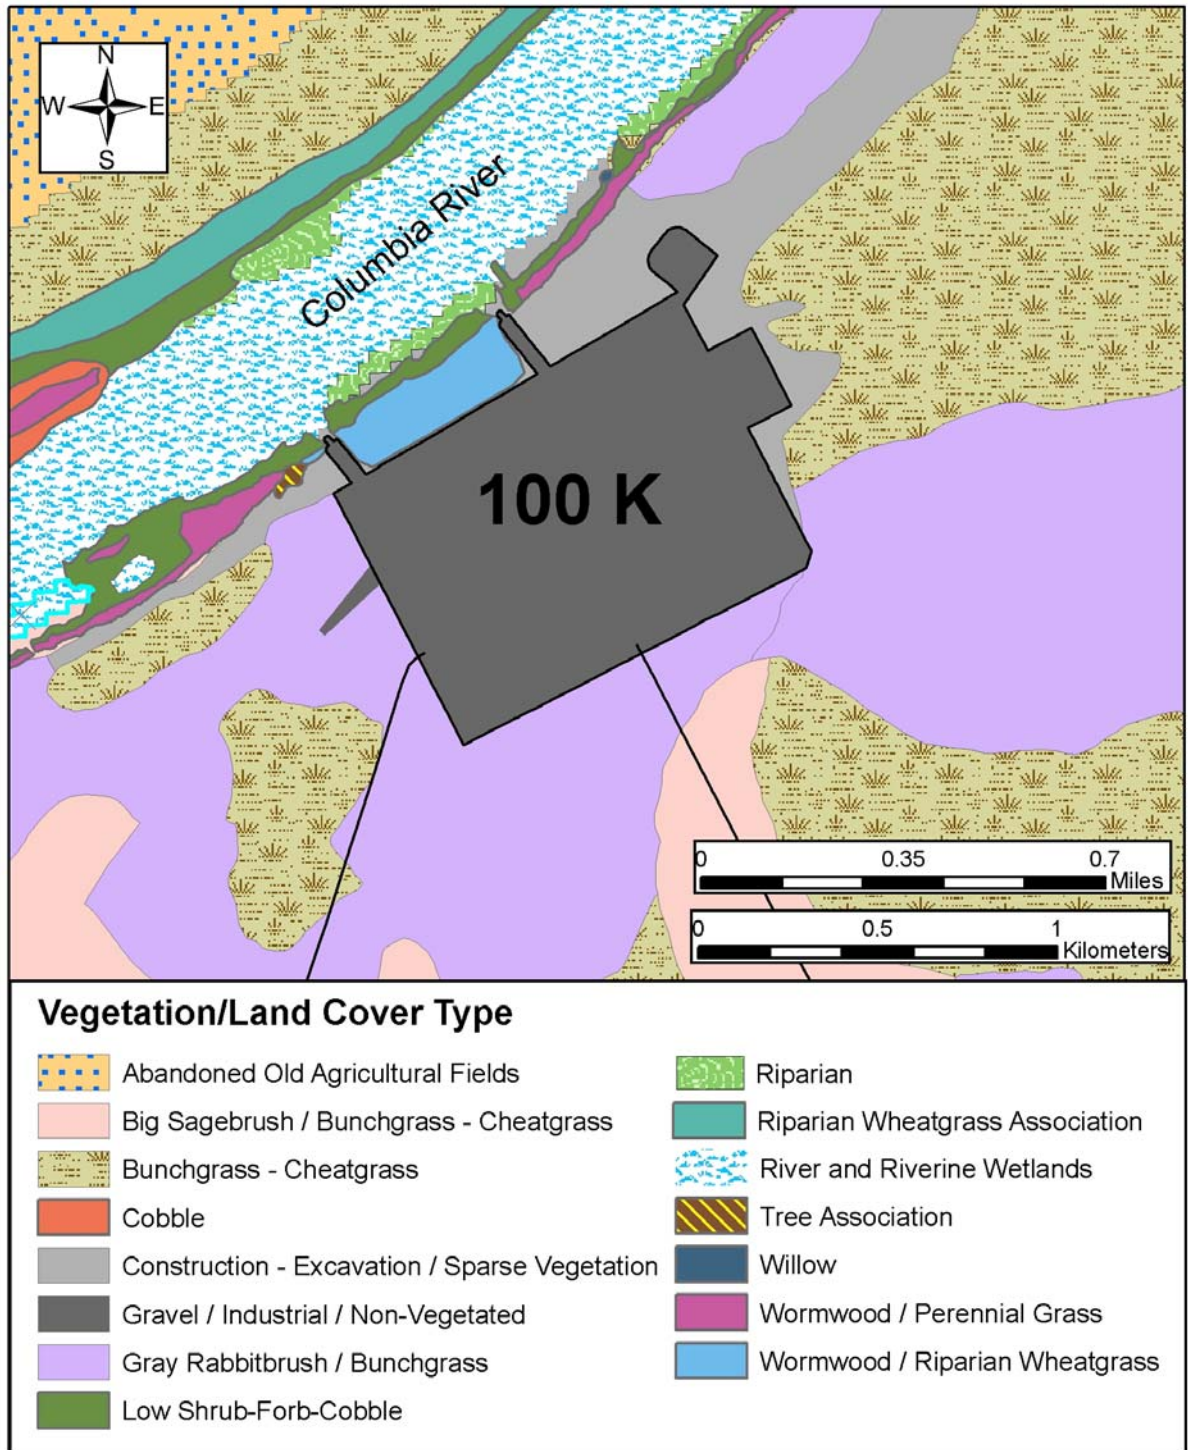 N
W E
S
Columbia River
100 K
0 0.35 0.7
Miles
0 0.5 1
Kilometers
Vegetation/Land Cover Type
Abandoned Old Agricultural Fields
Big Sagebrush / Bunchgrass - Cheatgrass
Bunchgrass - Cheatgrass
Cobble
Construction - Excavation / Sparse Vegetation
Gravel / Industrial / Non-Vegetated
Gray Rabbitbrush / Bunchgrass
Low Shrub-Forb-Cobble
Riparian
Riparian Wheatgrass Association
River and Riverine Wetlands
Tree Association
Willow
Wormwood / Perennial Grass
Wormwood / Riparian Wheatgrass